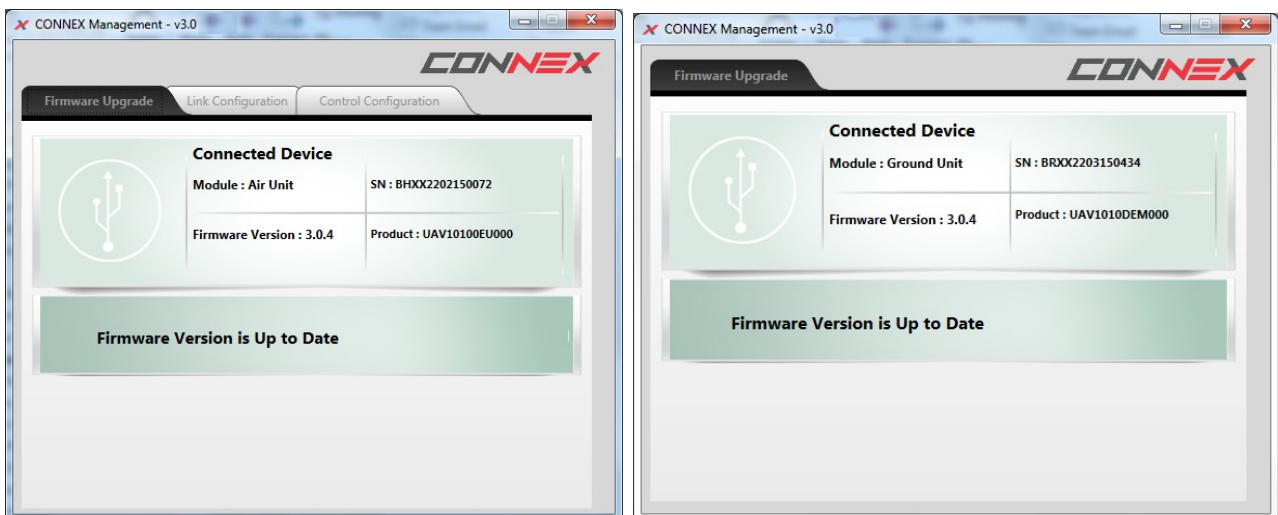 CONNEX Management - v3.0
CONNEX
Firmware Upgrade
Link Configuration
Control Configuration
Connected Device
Module : Air Unit
SN : BHXX2202150072
Firmware Version : 3.0.4
Product : UAV10100EU000
Firmware Version is Up to Date
CONNEX Management - v3.0
CONNEX
Firmware Upgrade
Connected Device
Module : Ground Unit
SN : BRXX2203150434
Firmware Version : 3.0.4
Product : UAV1010DEM000
Firmware Version is Up to Date